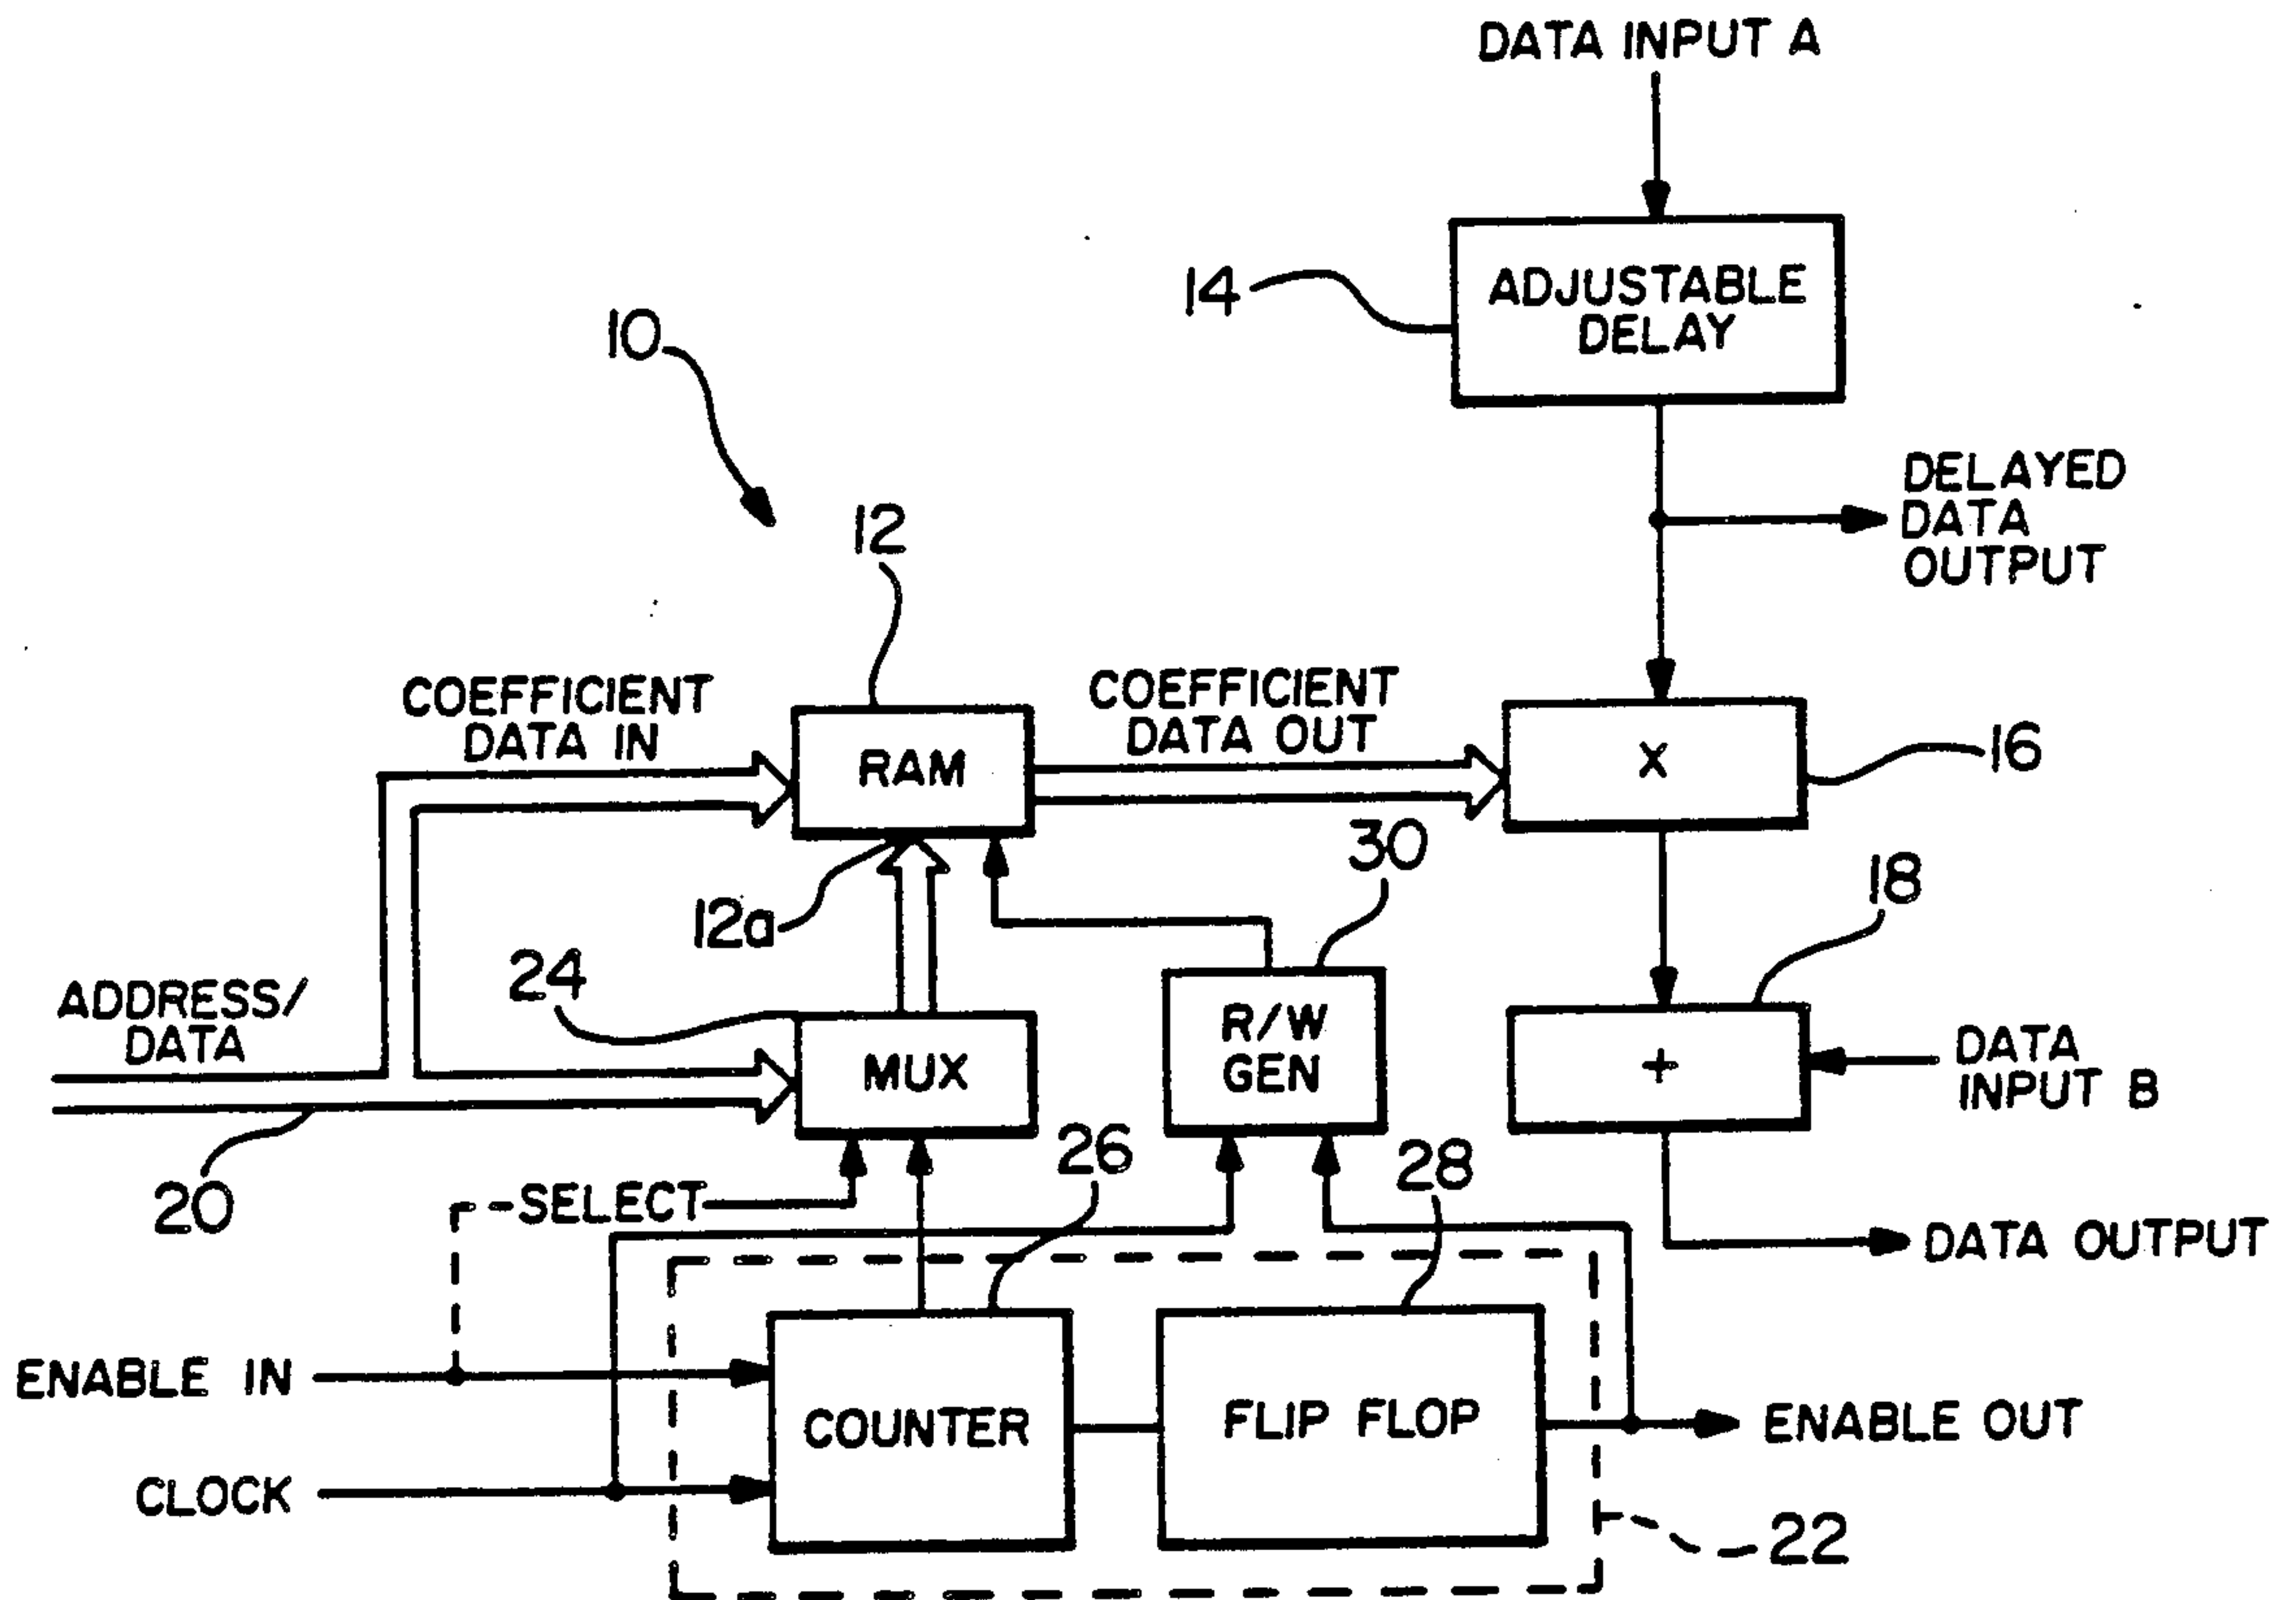 DATA INPUT A
14
ADJUSTABLE
DELAY
10
DELAYED
DATA
OUTPUT
12
COEFFICIENT
DATA IN
RAM
COEFFICIENT
DATA OUT
X
16
12a
30
18
24
ADDRESS/
DATA
MUX
R/W
GEN
+
DATA
INPUT B
20
SELECT
26
28
DATA OUTPUT
ENABLE IN
COUNTER
FLIP FLOP
ENABLE OUT
CLOCK
22